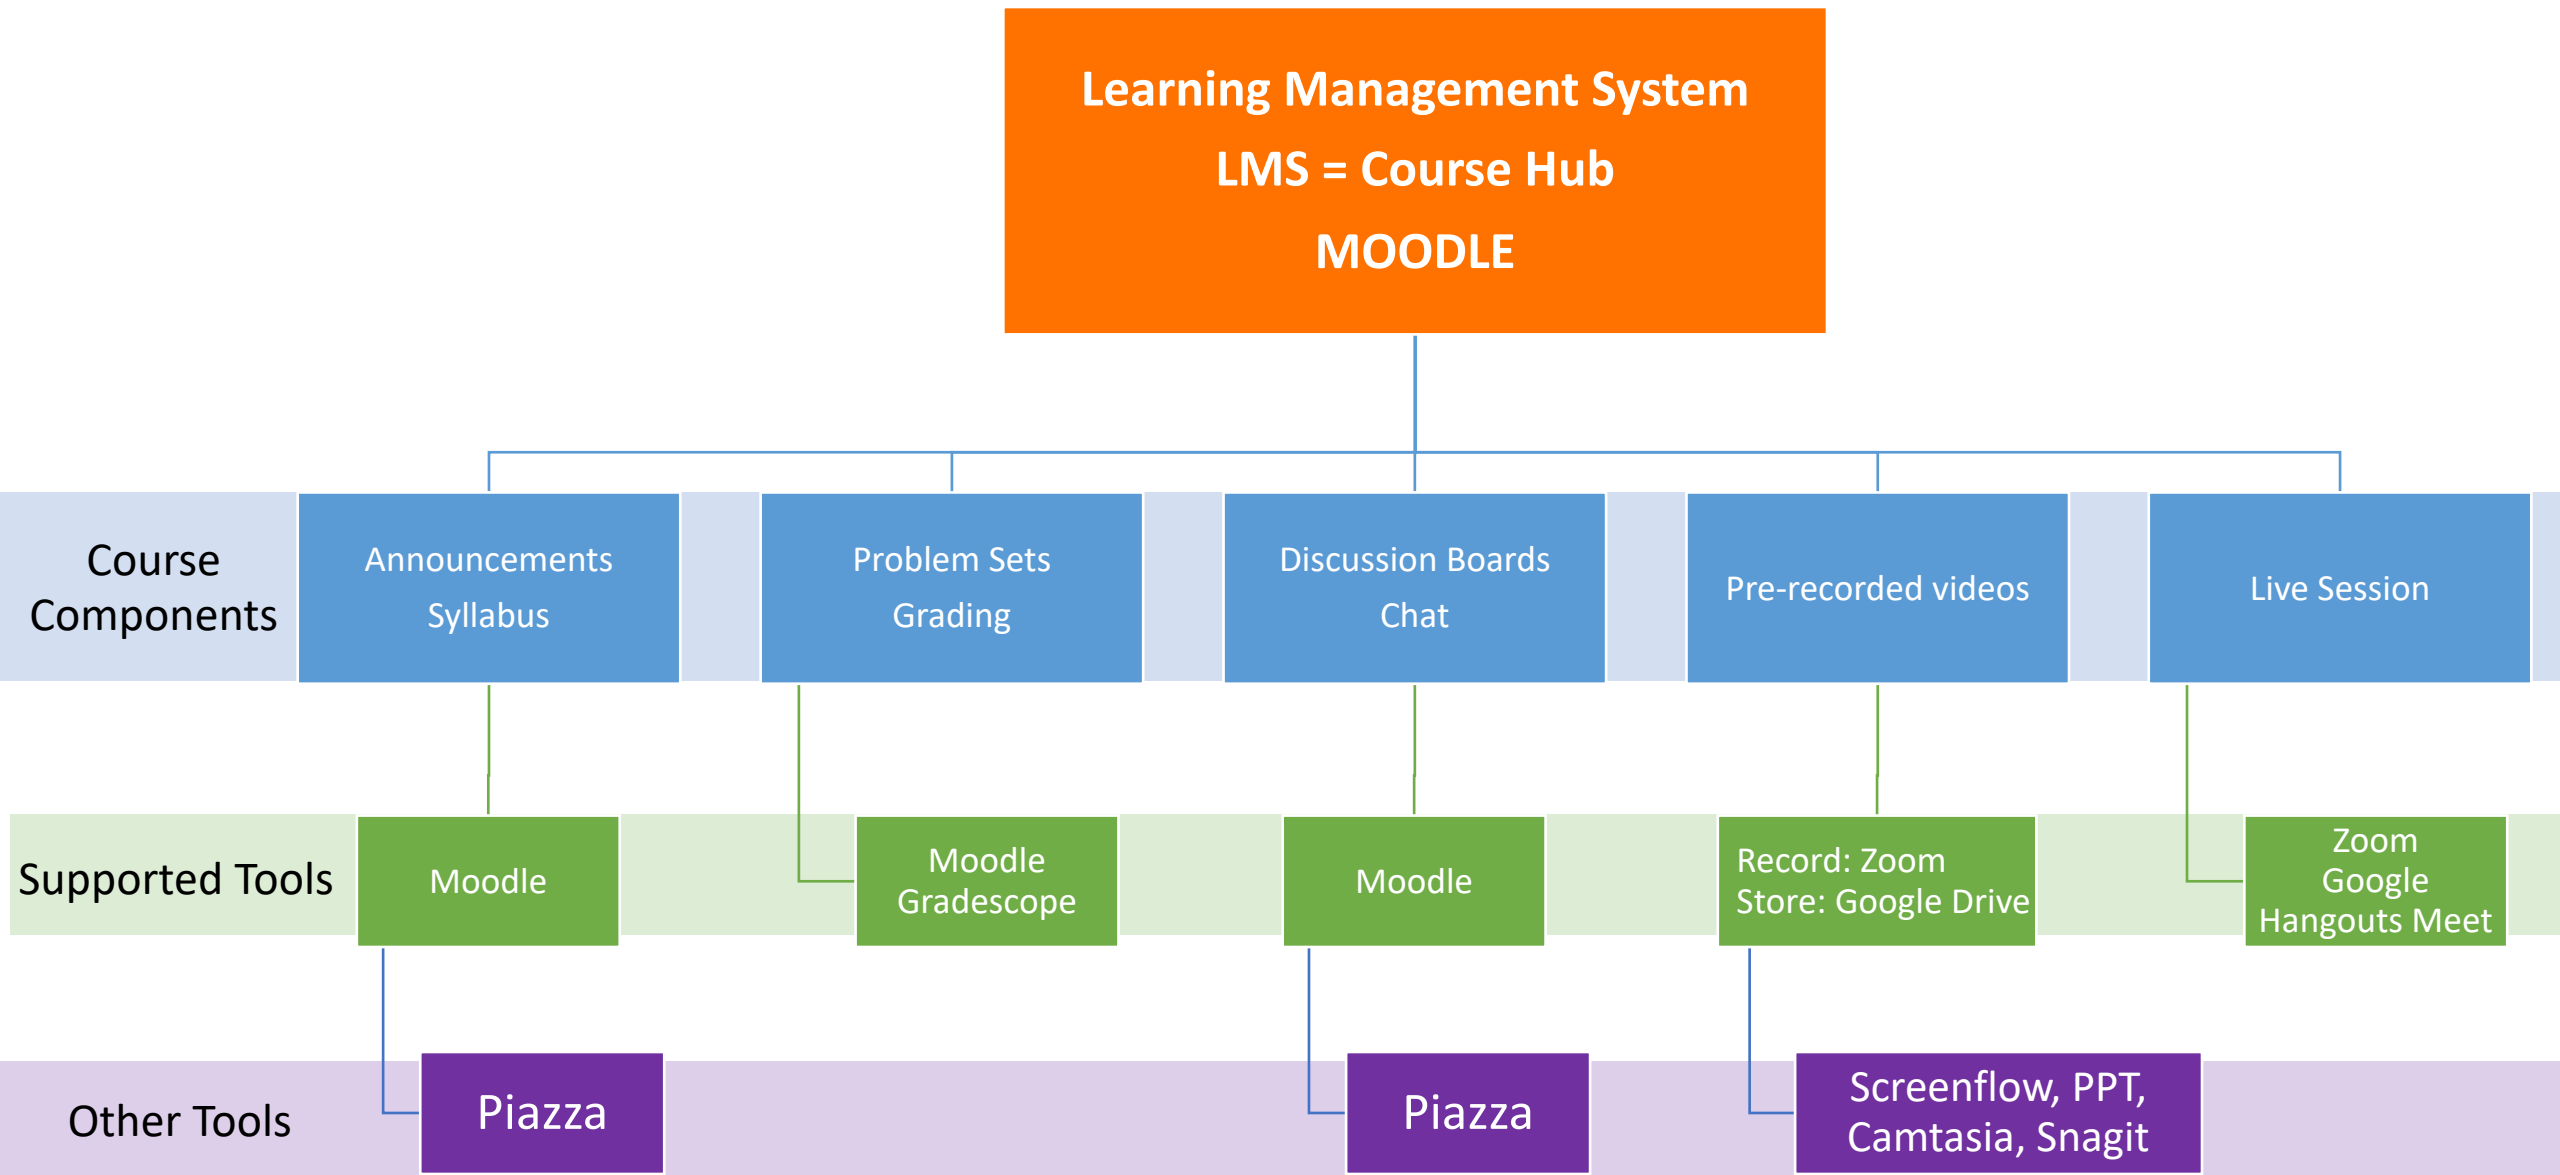 Learning Management System
LMS = Course Hub
MOODLE
Course
Components
Announcements
Syllabus
Problem Sets
Grading
Discussion Boards
Chat
Pre-recorded videos
Live Session
Supported Tools
Moodle
Moodle
Gradescope
Moodle
Record: Zoom
Store: Google Drive
Zoom
Google
Hangouts Meet
Other Tools
Piazza
Piazza
Screenflow, PPT,
Camtasia, Snagit